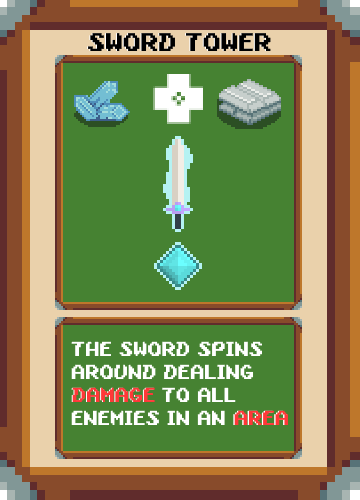 SWORD TOWER
THE SWORD SPINS
AROUND DEALING
DAMAGE TO ALL
ENEMIES IN AN AREA